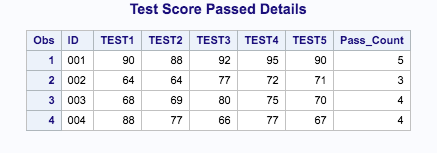 Test Score Passed Details
Obs ID TEST1 TEST2 TEST3 TEST4 TEST5 Pass_Count
1 001 90 88 92 95 90 5
2 002 64 64 77 72 71 3
3 003 68 69 80 75 70 4
4 004 88 77 66 77 67 4